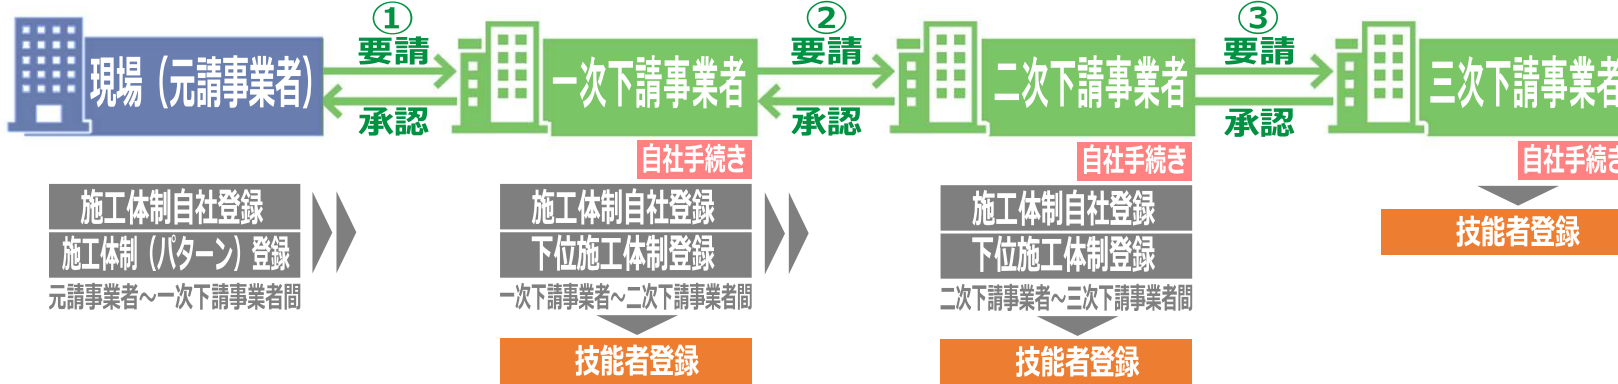 ①
要請
承認
②
要請
承認
③
要請
承認
現場（元請事業者）
一次下請事業者
二次下請事業者
三次下請事業者
自社手続き
自社手続き
自社手続き
施工体制自社登録
施工体制（パターン）登録
元請事業者～一次下請事業者間
施工体制自社登録
下位施工体制登録
一次下請事業者～二次下請事業者間
技能者登録
施工体制自社登録
下位施工体制登録
二次下請事業者～三次下請事業者間
技能者登録
技能者登録